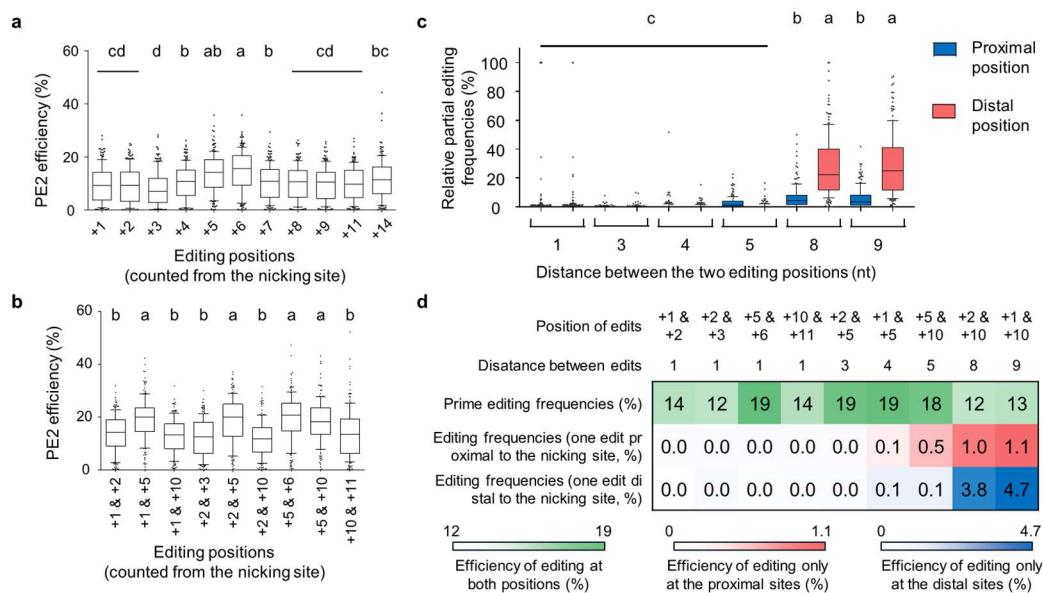 a
60
40
20
0
PE2 efficiency (%)
cd d b ab a b cd bc
+1 +2 +3 +4 +5 +6 +7 +8 +9 +11 +14
Editing positions
(counted from the nicking site)
b
60
40
20
0
PE2 efficiency (%)
b a b b a b a a b
+1 & +2
+1 & +5
+1 & +10
+2 & +3
+2 & +5
+2 & +10
+5 & +6
+5 & +10
+10 & +11
Editing positions
(counted from the nicking site)
c
c b a b a
Relative partial editing
frequencies (%)
100
80
60
40
20
0
1 3 4 5 8 9
Distance between the two editing positions (nt)
Proximal
position
Distal
position
d
Position of edits
+1 & +2 & +5 & +10 & +2 & +1 & +5 & +2 & +1 &
+2 +3 +6 +11 +5 +5 +10 +10 +10
Disatance between edits 1 1 1 1 3 4 5 8 9
Prime editing frequencies (%) 14 12 19 14 19 19 18 12 13
Editing frequencies (one edit pr
oximal to the nicking site, %) 0.0 0.0 0.0 0.0 0.0 0.1 0.5 1.0 1.1
Editing frequencies (one edit di
stal to the nicking site, %) 0.0 0.0 0.0 0.0 0.0 0.1 0.1 3.8 4.7
12 19
Efficiency of editing at
both positions (%)
0 1.1
Efficiency of editing only
at the proximal sites (%)
0 4.7
Efficiency of editing only
at the distal sites (%)